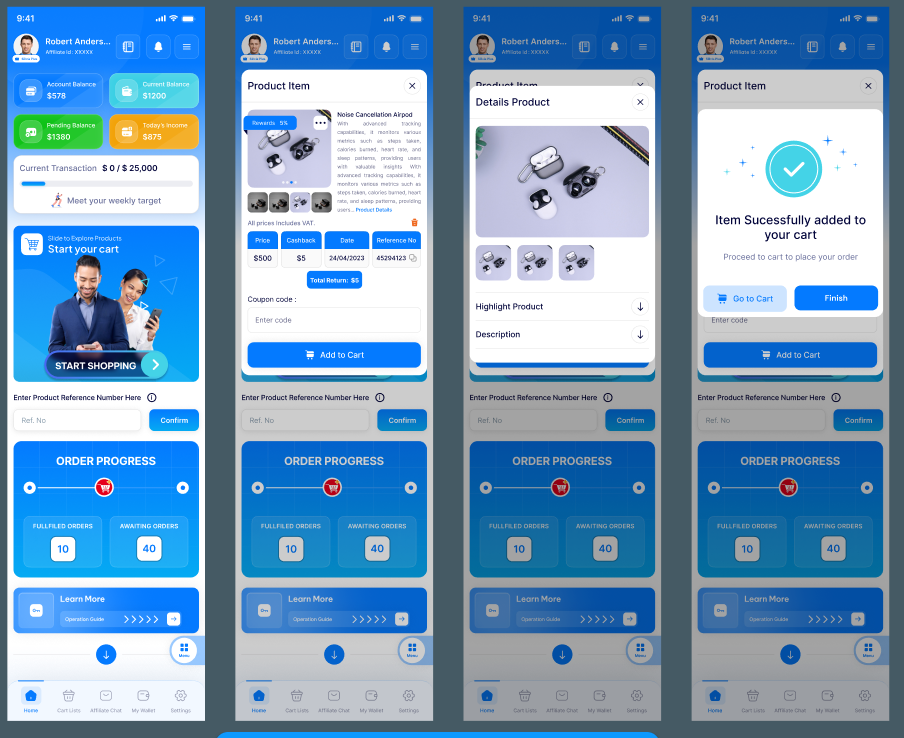 9:41
Robert Anders...
Affiliate Id : XXXXX
Account Balance
$578
Current Balance
$1200
Pending Balance
$1380
Today's Income
$875
Current Transaction $ 0 / $ 25,000
Meet your weekly target
Slide to Explore Products
Start your cart
START SHOPPING
Enter Product Reference Number Here
Ref. No
Confirm
ORDER PROGRESS
FULLFILED ORDERS
10
AWAITING ORDERS
40
Learn More
Operation Guide
Menu
Home
Cart Lists
Affiliate Chat
My Wallet
Settings
9:41
Robert Anders...
Affiliate Id : XXXXX
Product Item
Rewards 5%
Noise Cancellation Airpod
With advanced tracking
capabilities, it monitors various
metrics such as steps taken,
calories burned, heart rate, and
sleep patterns, providing users
with valuable insights With
advanced tracking capabilities, it
monitors various metrics such as
steps taken, calories burned, heart
rate, and sleep patterns, providing
users... Product Details
All prices Includes VAT.
Price
Cashback
Date
Reference No
$500
$5
24/04/2023
45294123
Total Return: $5
Coupon code :
Enter code
Add to Cart
Enter Product Reference Number Here
Ref. No
Confirm
ORDER PROGRESS
FULLFILED ORDERS
10
AWAITING ORDERS
40
Learn More
Operation Guide
Menu
Home
Cart Lists
Affiliate Chat
My Wallet
Settings
9:41
Robert Anders...
Affiliate Id : XXXXX
Product Item
Details Product
Highlight Product
Description
Enter Product Reference Number Here
Ref. No
Confirm
ORDER PROGRESS
FULLFILED ORDERS
10
AWAITING ORDERS
40
Learn More
Operation Guide
Menu
Home
Cart Lists
Affiliate Chat
My Wallet
Settings
9:41
Robert Anders...
Affiliate Id : XXXXX
Product Item
Item Sucessfully added to
your cart
Proceed to cart to place your order
Go to Cart
Finish
Enter code
Add to Cart
Enter Product Reference Number Here
Ref. No
Confirm
ORDER PROGRESS
FULLFILED ORDERS
10
AWAITING ORDERS
40
Learn More
Operation Guide
Menu
Home
Cart Lists
Affiliate Chat
My Wallet
Settings